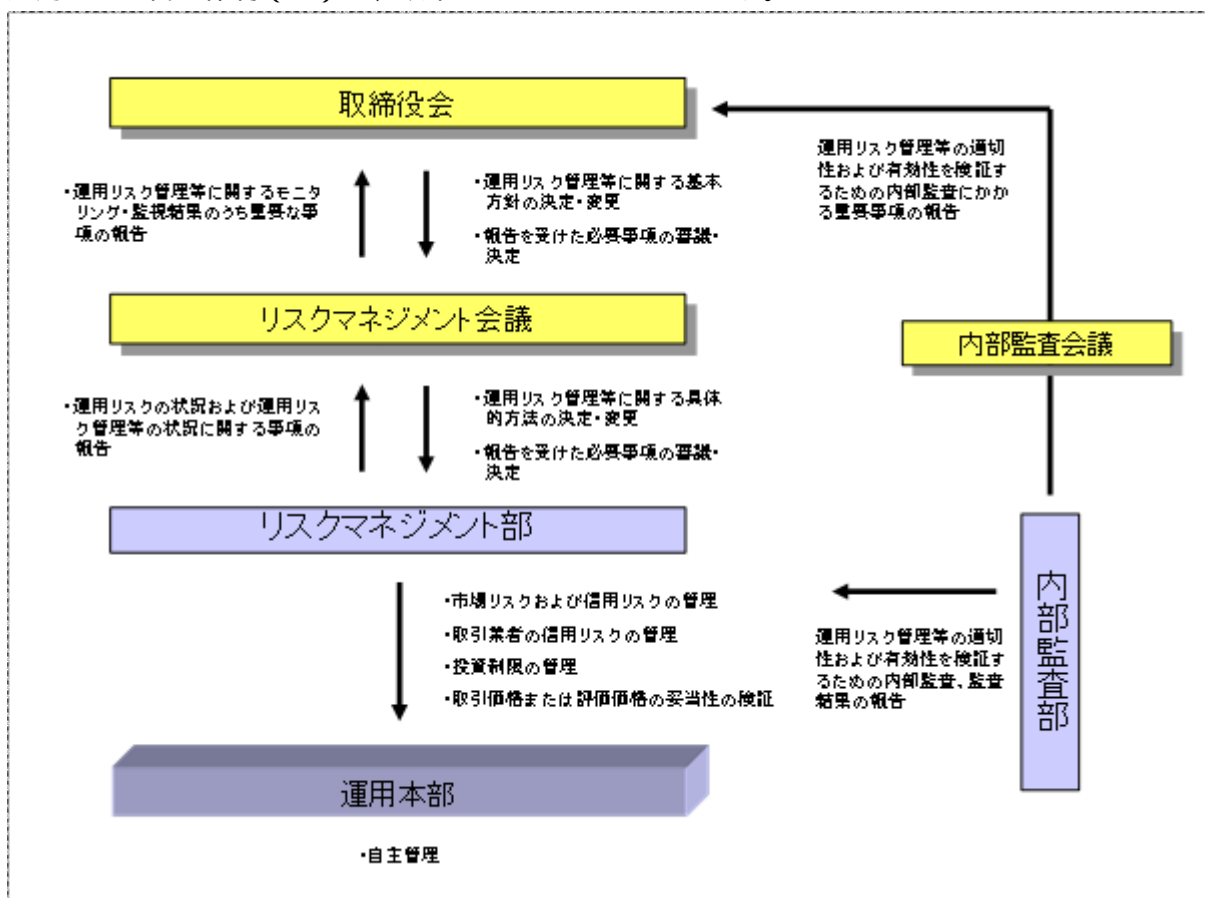 取締役会
・運用リスク管理等に関するモニタ
リング・監視結果のうち重要な事
項の報告
・運用リスク管理等に関する基本
方針の決定・変更
・報告を受けた必要事項の審議・
決定
運用リスク管理等の適切
性および有効性を検証す
るための内部監査にかか
る重要事項の報告
リスクマネジメント会議
内部監査会議
・運用リスクの状況および運用リス
ク管理等の状況に関する事項の
報告
・運用リスク管理等に関する具体
的方法の決定・変更
・報告を受けた必要事項の審議・
決定
リスクマネジメント部
・市場リスクおよび信用リスクの管理
・取引業者の信用リスクの管理
・投資制限の管理
・取引価格または評価価格の妥当性の検証
運用リスク管理等の適切
性および有効性を検証す
るための内部監査、監査
結果の報告
内部監査部
運用本部
・自主管理